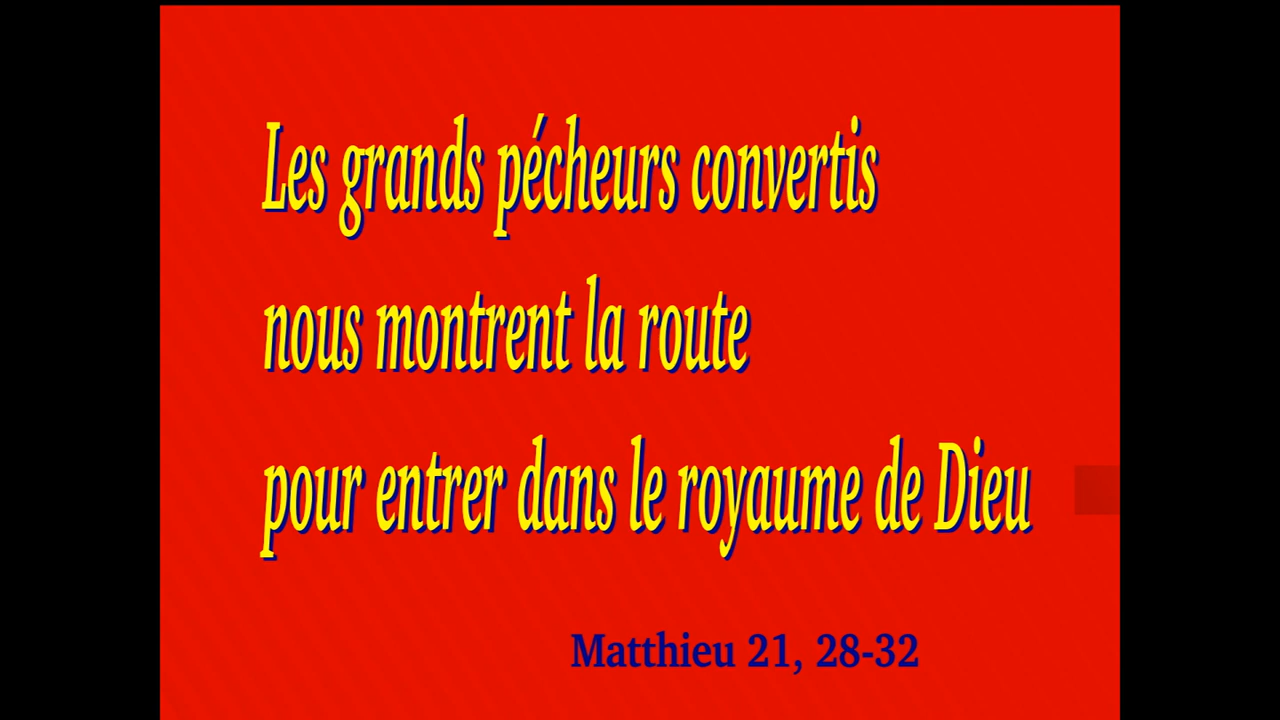 Les grands pécheurs convertis
nous montrent la route
pour entrer dans le royaume de Dieu
Matthieu 21, 28-32